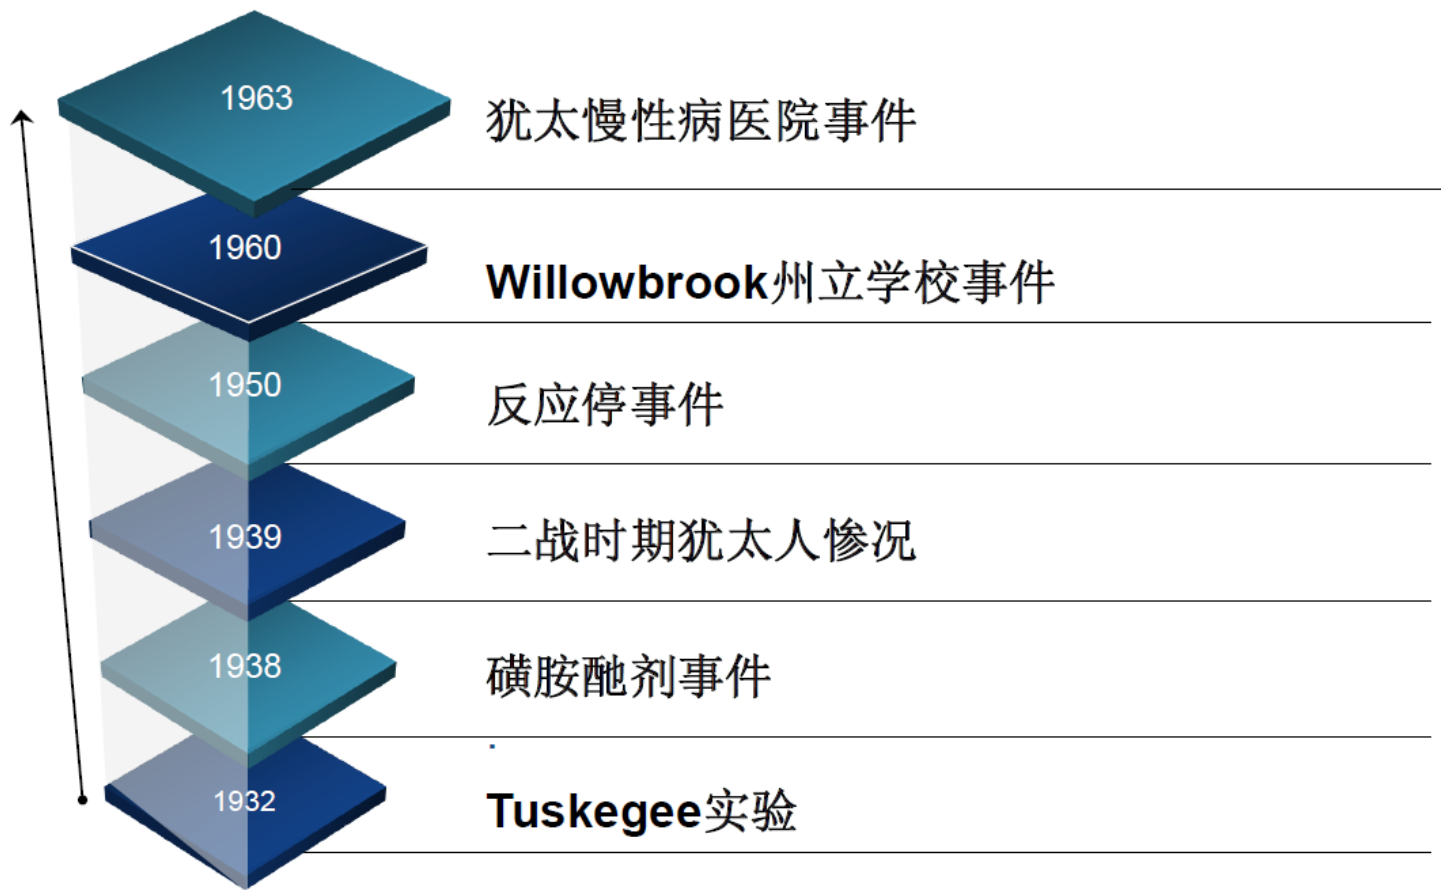 1963 犹太慢性病医院事件
1960 Willowbrook州立学校事件
1950 反应停事件
1939 二战时期犹太人惨况
1938 磺胺酏剂事件
1932 Tuskegee实验